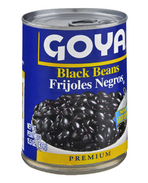 GOYA
Black Beans
Frijoles Negros
PREMIUM